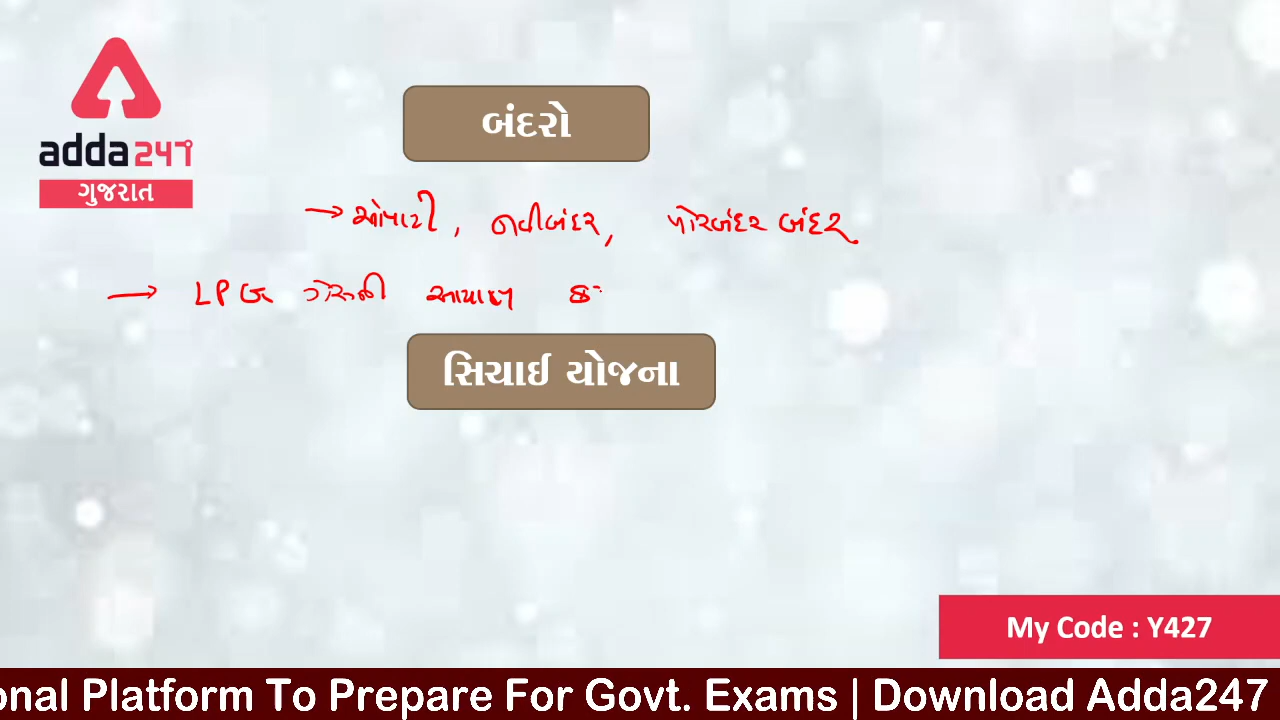 adda247
ગુજરાત
બંદરો
→ , નવીબંદર, પોરબંદર બંદર
→ LPG ગેસની આયાત
સિચાઈ યોજના
My Code : Y427
onal Platform To Prepare For Govt. Exams | Download Adda247